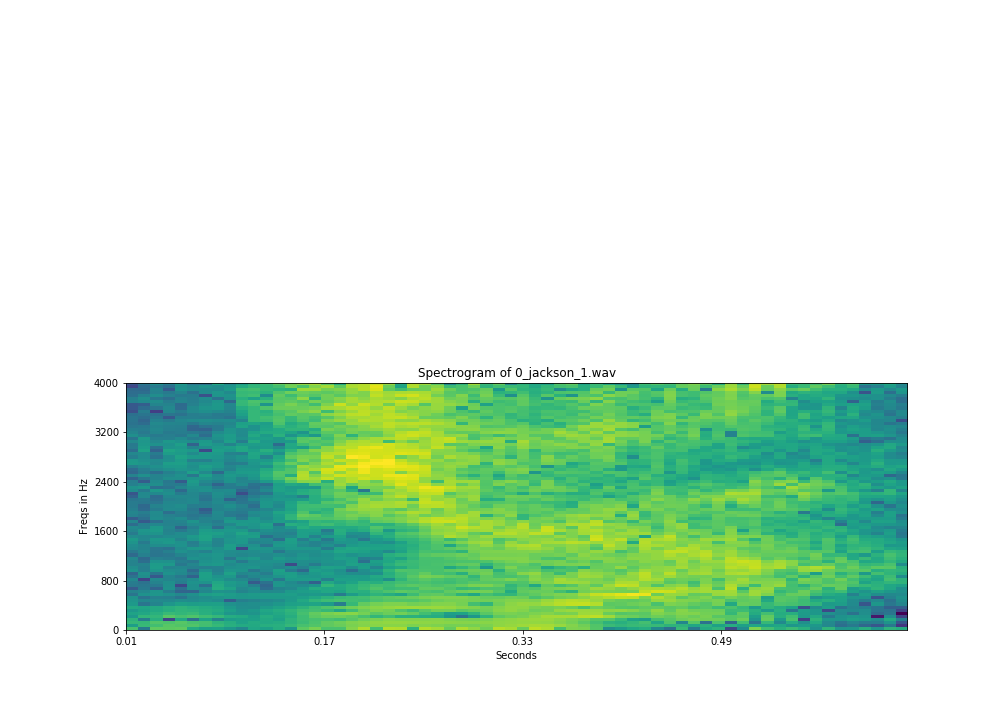 Spectrogram of 0_jackson_1.wav
4000
3200
2400
1600
800
0
Freqs in Hz
0.01 0.17 0.33 0.49
Seconds